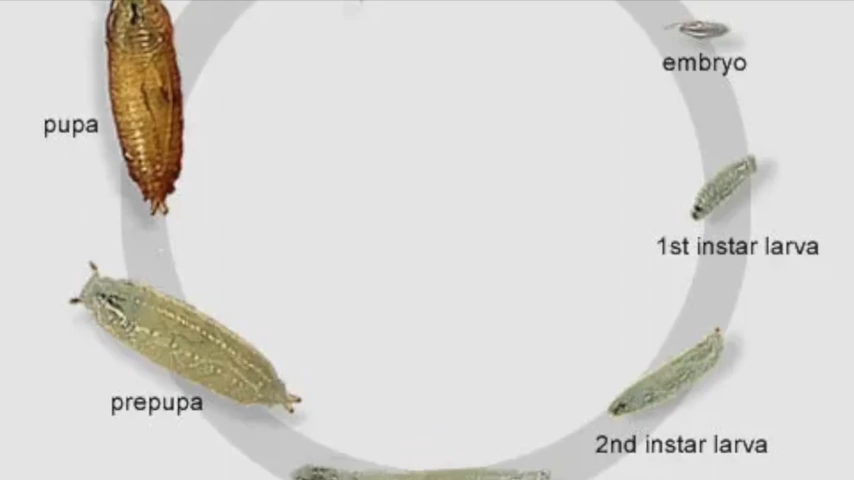 embryo
pupa
1st instar larva
prepupa
2nd instar larva